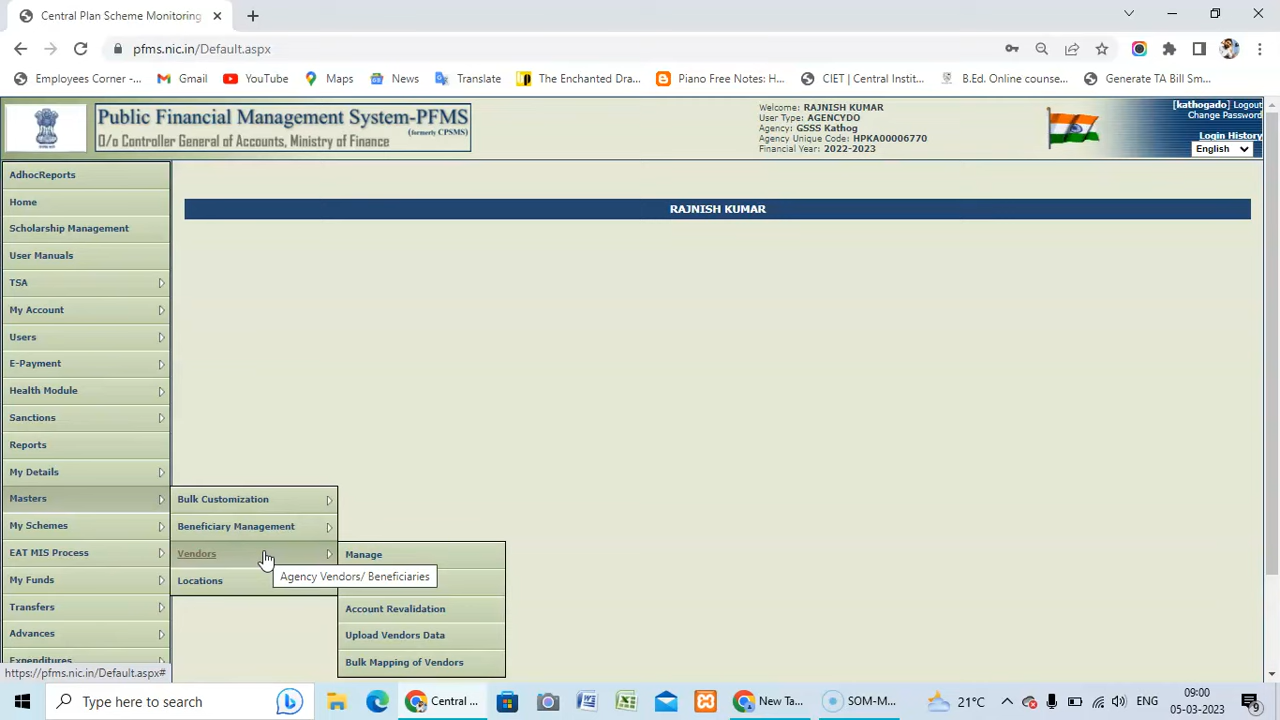 Central Plan Scheme Monitoring
pfms.nic.in/Default.aspx
Employees Corner -...
Gmail
YouTube
Maps
News
Translate
The Enchanted Dra...
Piano Free Notes: H...
CIET | Central Instit...
B.Ed. Online counse...
Generate TA Bill Sm...
Public Financial Management System-PFMS
(formerly CPSMS)
O/o Controller General of Accounts, Ministry of Finance
Welcome: RAJNISH KUMAR
User Type: AGENCYDO
Agency: GSSS Kathog
Agency Unique Code: HPKA00006770
Financial Year: 2022-2023
[kathogado] Logout
Change Password
Login History
English
AdhocReports
Home
Scholarship Management
User Manuals
TSA
My Account
Users
E-Payment
Health Module
Sanctions
Reports
My Details
Masters
My Schemes
EAT MIS Process
My Funds
Transfers
Advances
Expenditures
RAJNISH KUMAR
Bulk Customization
Beneficiary Management
Vendors
Locations
Manage
Agency Vendors/ Beneficiaries
Account Revalidation
Upload Vendors Data
Bulk Mapping of Vendors
https://pfms.nic.in/Default.aspx#
Type here to search
Central ...
New Ta...
SOM-M...
21°C
ENG
09:00
05-03-2023
9